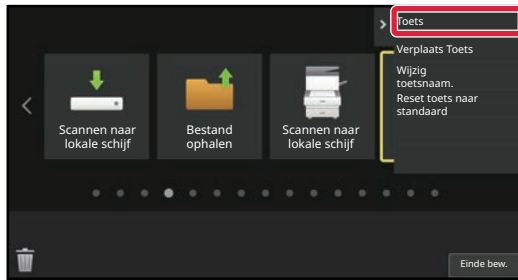 Toets
Verplaats Toets
Wijzig
toetsnaam.
Reset toets naar
standaard
Scannen naar
lokale schijf
Bestand
ophalen
Scannen naar
lokale schijf
Einde bew.